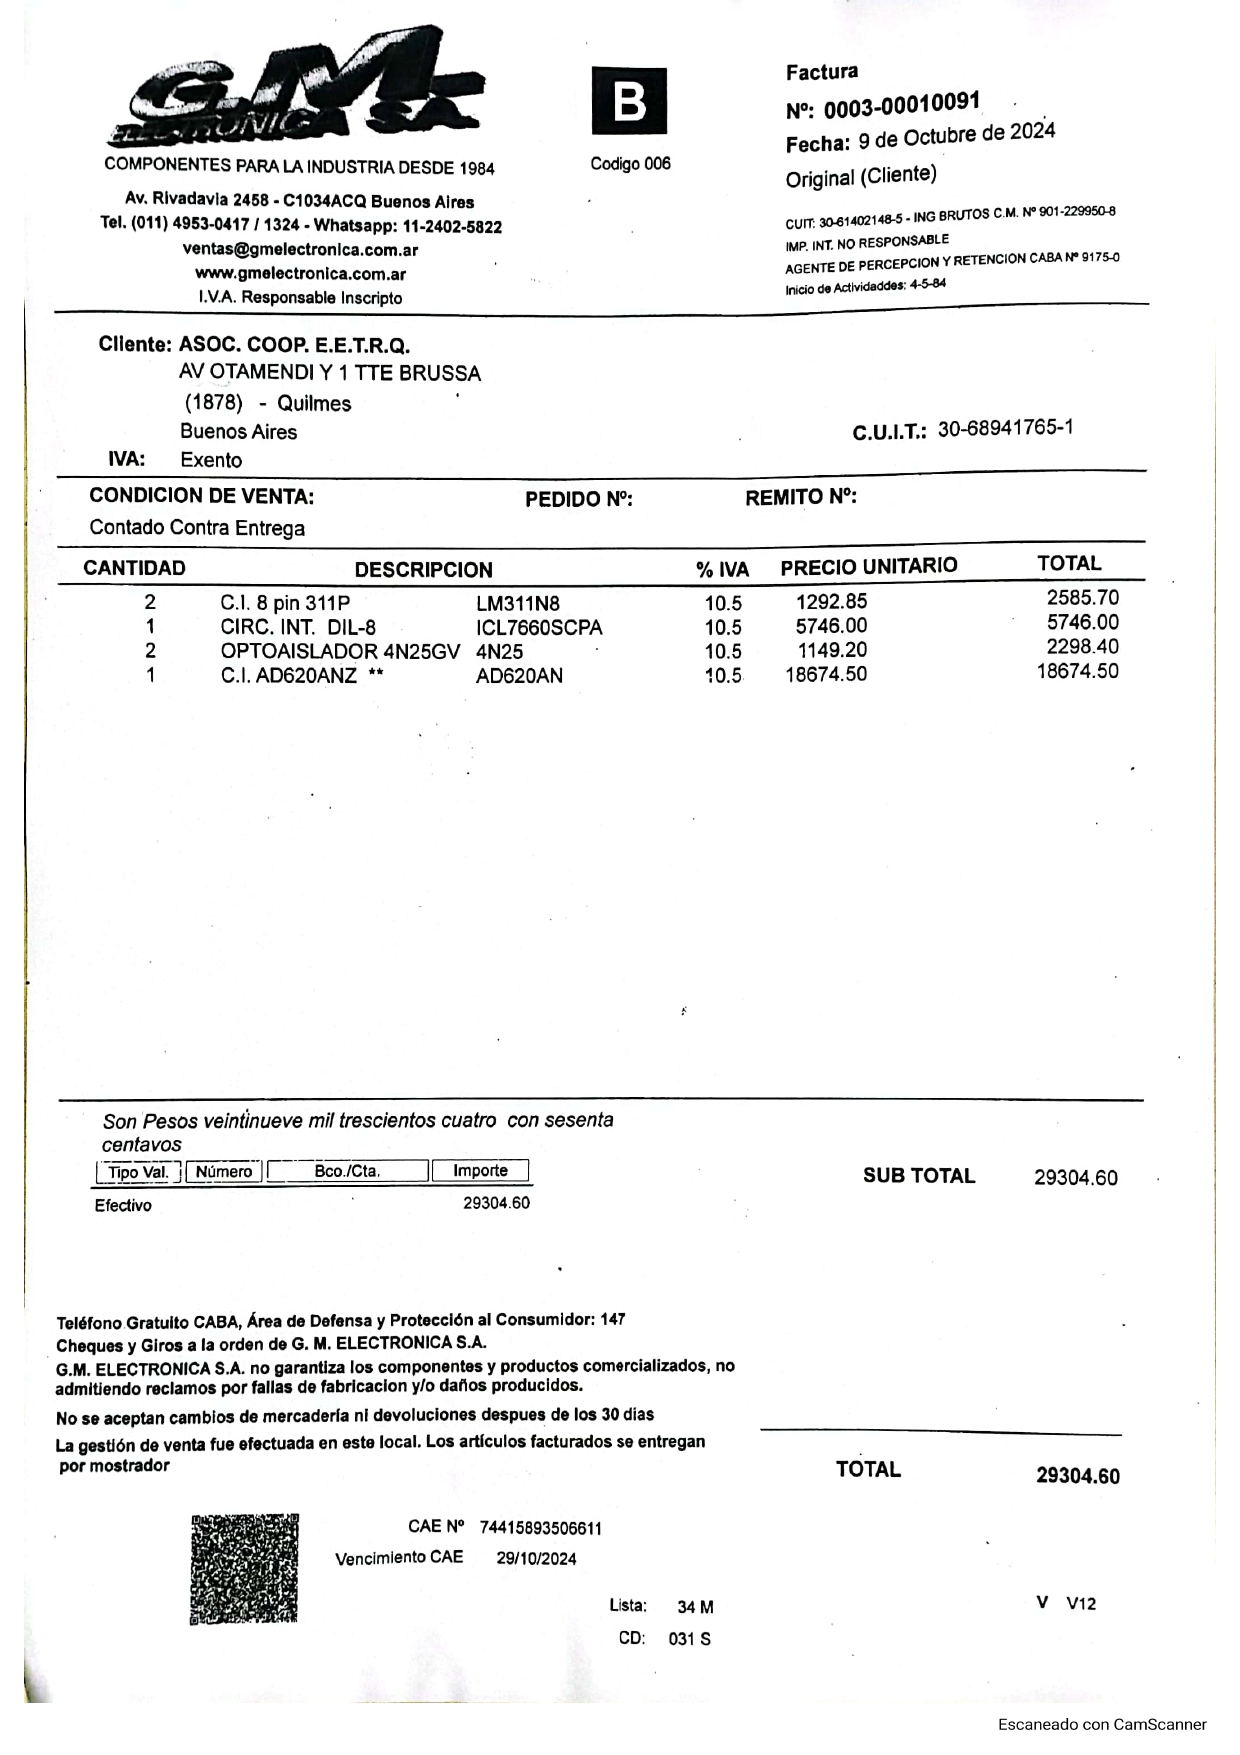 G.M.
ELECTRONICA S.A.
COMPONENTES PARA LA INDUSTRIA DESDE 1984
Av. Rivadavia 2458 - C1034ACQ Buenos Aires
Tel. (011) 4953-0417 / 1324 - Whatsapp: 11-2402-5822
ventas@gmelectronica.com.ar
www.gmelectronica.com.ar
I.V.A. Responsable Inscripto
B
Codigo 006
Factura
Nº: 0003-00010091
Fecha: 9 de Octubre de 2024
Original (Cliente)
CUIT: 30-61402148-5 - ING BRUTOS C.M. Nº 901-229950-8
IMP. INT. NO RESPONSABLE
AGENTE DE PERCEPCION Y RETENCION CABA Nº 9175-0
Inicio de Actividaddes: 4-5-84
Cliente: ASOC. COOP. E.E.T.R.Q.
AV OTAMENDI Y 1 TTE BRUSSA
(1878) - Quilmes
Buenos Aires
C.U.I.T.: 30-68941765-1
IVA: Exento
CONDICION DE VENTA: PEDIDO Nº: REMITO Nº:
Contado Contra Entrega
CANTIDAD DESCRIPCION % IVA PRECIO UNITARIO TOTAL
2 C.I. 8 pin 311P LM311N8 10.5 1292.85 2585.70
1 CIRC. INT. DIL-8 ICL7660SCPA 10.5 5746.00 5746.00
2 OPTOAISLADOR 4N25GV 4N25 10.5 1149.20 2298.40
1 C.I. AD620ANZ ** AD620AN 10.5 18674.50 18674.50
Son Pesos veintinueve mil trescientos cuatro con sesenta
centavos
Tipo Val. Número Bco./Cta. Importe
Efectivo 29304.60
SUB TOTAL 29304.60
Teléfono Gratuito CABA, Área de Defensa y Protección al Consumidor: 147
Cheques y Giros a la orden de G. M. ELECTRONICA S.A.
G.M. ELECTRONICA S.A. no garantiza los componentes y productos comercializados, no
admitiendo reclamos por fallas de fabricacion y/o daños producidos.
No se aceptan cambios de mercadería ni devoluciones despues de los 30 dias
La gestión de venta fue efectuada en este local. Los artículos facturados se entregan
por mostrador
TOTAL 29304.60
CAE Nº 74415893506611
Vencimiento CAE 29/10/2024
Lista: 34 M
CD: 031 S
V V12
Escaneado con CamScanner